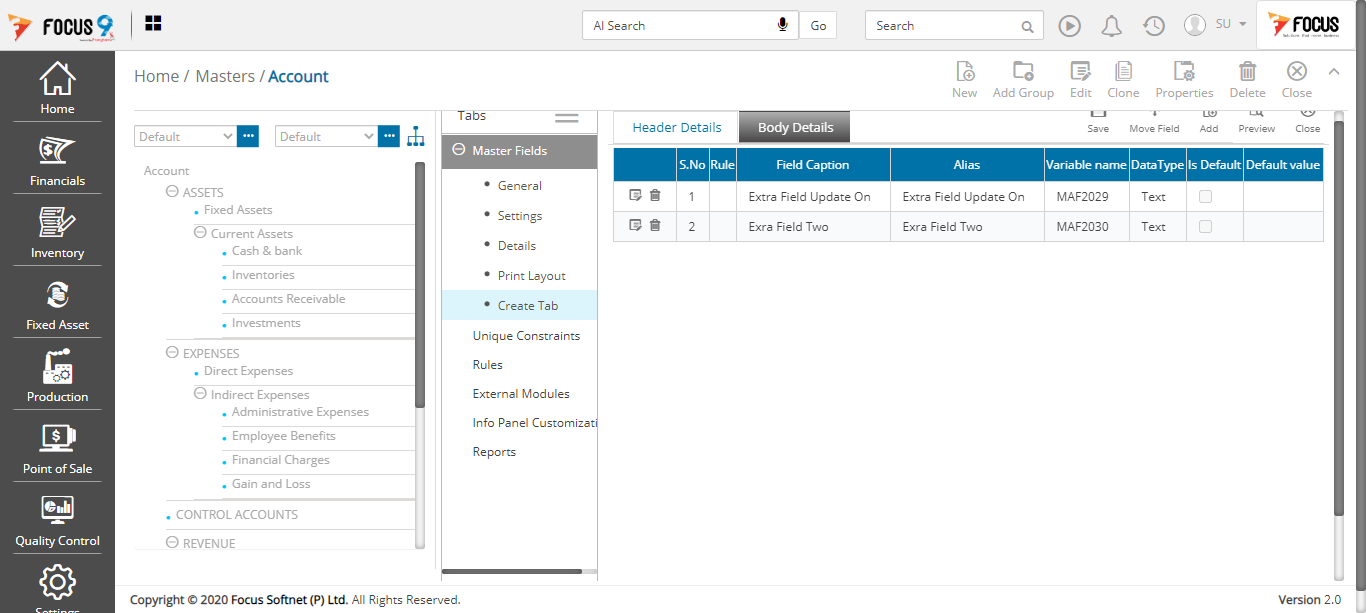 FOCUS 9
AI Search
Go
Search
SU
FOCUS
Home
Financials
Inventory
Fixed Asset
Production
Point of Sale
Quality Control
Settings
Home / Masters / Account
New
Add Group
Edit
Clone
Properties
Delete
Close
Default
Default
Account
ASSETS
Fixed Assets
Current Assets
Cash & bank
Inventories
Accounts Receivable
Investments
EXPENSES
Direct Expenses
Indirect Expenses
Administrative Expenses
Employee Benefits
Financial Charges
Gain and Loss
CONTROL ACCOUNTS
REVENUE
Tabs
Master Fields
General
Settings
Details
Print Layout
Create Tab
Unique Constraints
Rules
External Modules
Info Panel Customizati
Reports
Header Details
Body Details
Save
Move Field
Add
Preview
Close
S.No Rule Field Caption Alias Variable name DataType Is Default Default value
1 Extra Field Update On Extra Field Update On MAF2029 Text
2 Exra Field Two Exra Field Two MAF2030 Text
Copyright © 2020 Focus Softnet (P) Ltd. All Rights Reserved.
Version 2.0